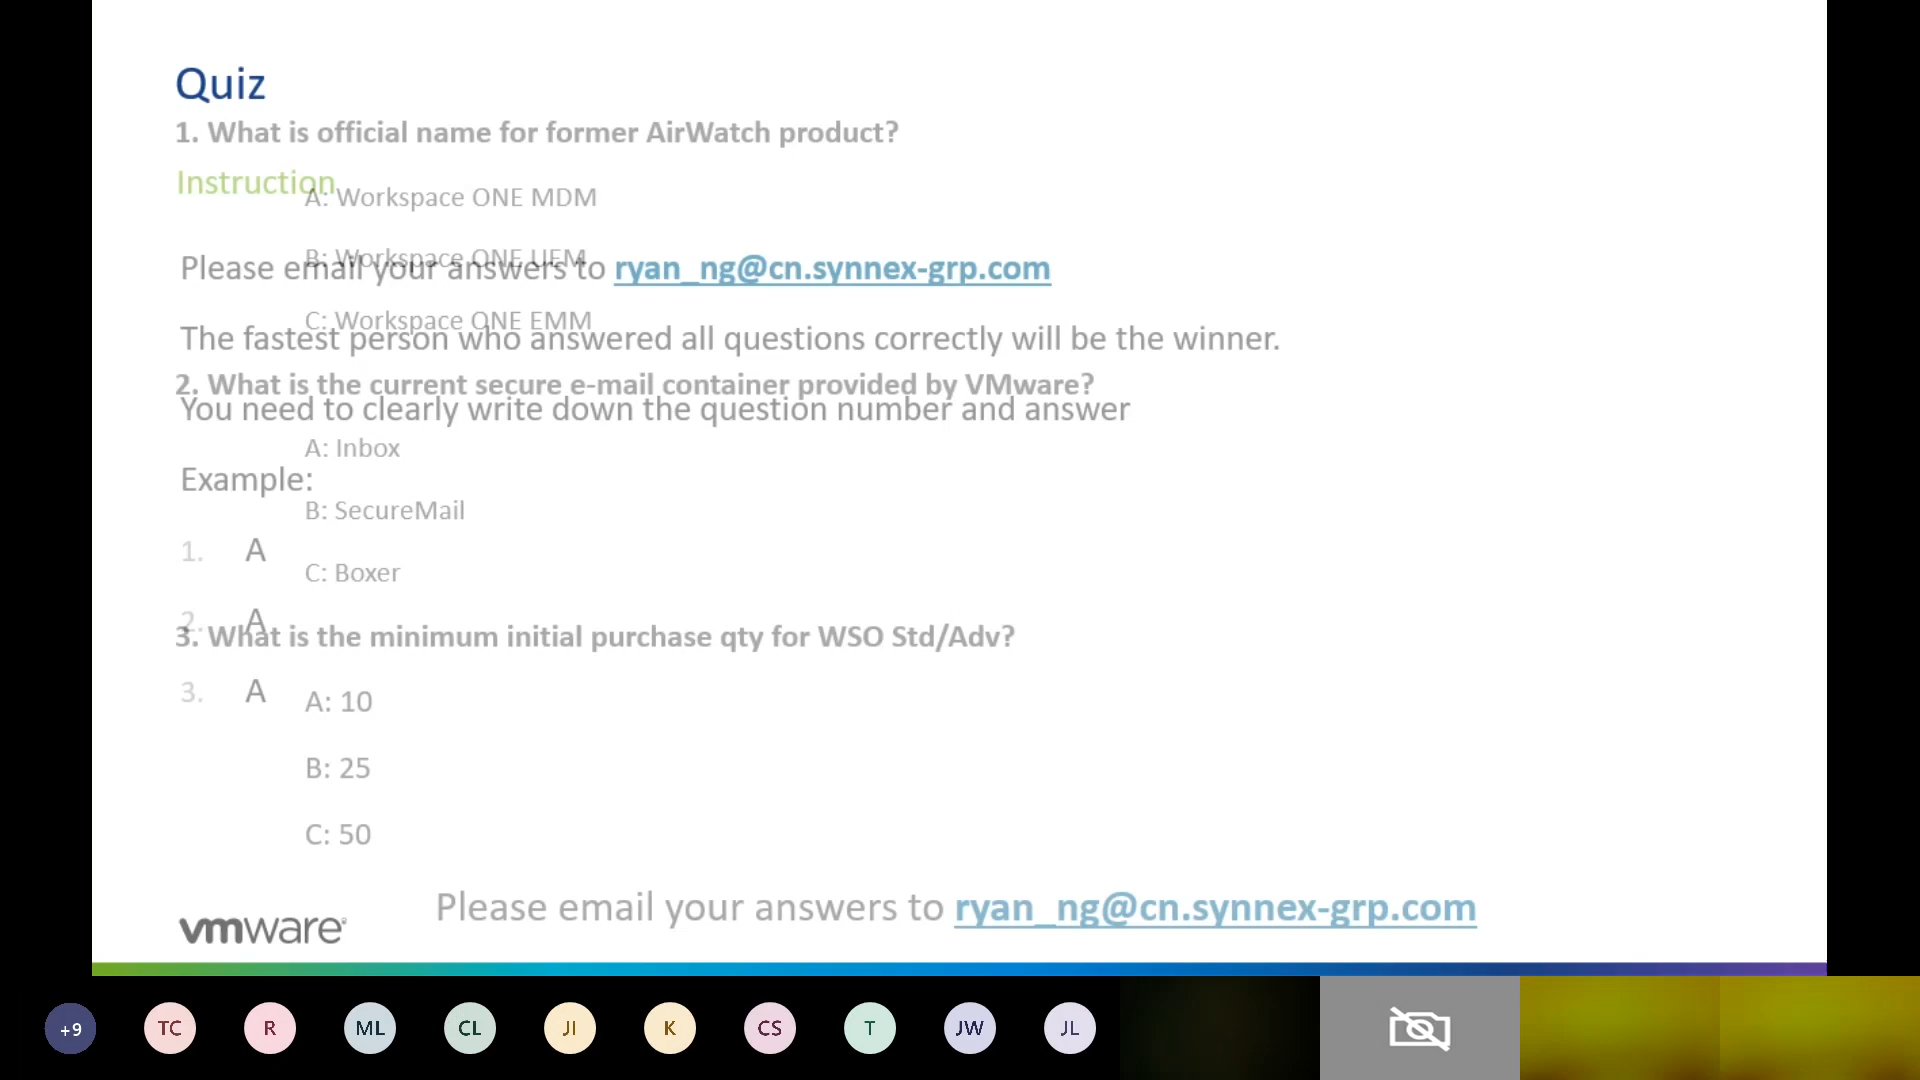 Quiz
1. What is official name for former AirWatch product?
Instruction
A: Workspace ONE MDM
B: Workspace ONE UEM
Please email your answers to ryan_ng@cn.synnex-grp.com
C: Workspace ONE EMM
The fastest person who answered all questions correctly will be the winner.
2. What is the current secure e-mail container provided by VMware?
You need to clearly write down the question number and answer
A: Inbox
Example:
B: SecureMail
1. A
C: Boxer
2. A
3. What is the minimum initial purchase qty for WSO Std/Adv?
3. A
A: 10
B: 25
C: 50
Please email your answers to ryan_ng@cn.synnex-grp.com
vmware
+9 TC R ML CL JI K CS T JW JL